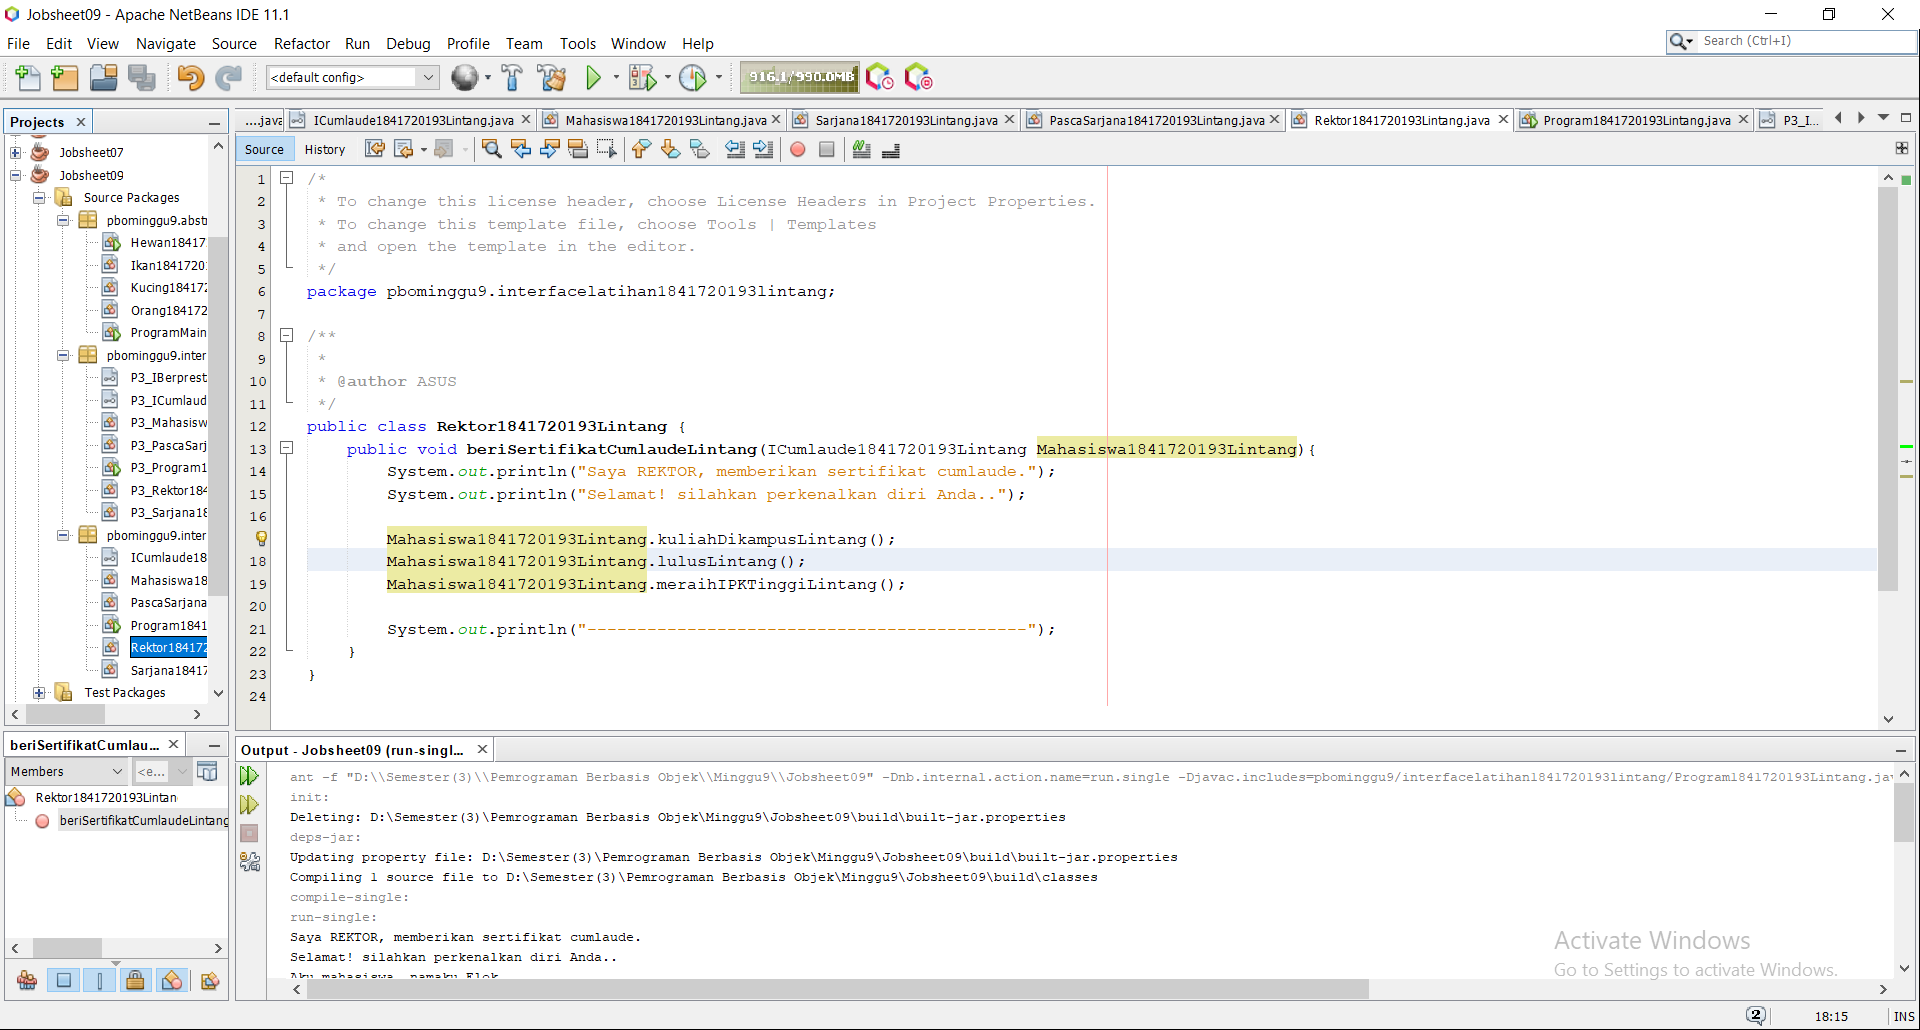 Jobsheet09 - Apache NetBeans IDE 11.1
File Edit View Navigate Source Refactor Run Debug Profile Team Tools Window Help
Search (Ctrl+I)
<default config>
916.1/990.0MB
Projects
Jobsheet07
Jobsheet09
Source Packages
pbominggu9.abst
Hewan18417
Ikan1841720
Kucing184172
Orang184172
ProgramMain
pbominggu9.inter
P3_IBerprest
P3_ICumlaud
P3_Mahasisw
P3_PascaSarj
P3_Program1
P3_Rektor184
P3_Sarjana18
pbominggu9.inter
ICumlaude18
Mahasiswa18
PascaSarjana
Program1841
Rektor184172
Sarjana18417
Test Packages
....java ICumlaude1841720193Lintang.java Mahasiswa1841720193Lintang.java Sarjana1841720193Lintang.java PascaSarjana1841720193Lintang.java Rektor1841720193Lintang.java Program1841720193Lintang.java P3_I...
Source History
1 /*
2 * To change this license header, choose License Headers in Project Properties.
3 * To change this template file, choose Tools | Templates
4 * and open the template in the editor.
5 */
6 package pbominggu9.interfacelatihan1841720193lintang;
7
8 /**
9 *
10 * @author ASUS
11 */
12 public class Rektor1841720193Lintang {
13 public void beriSertifikatCumlaudeLintang(ICumlaude1841720193Lintang Mahasiswa1841720193Lintang){
14 System.out.println("Saya REKTOR, memberikan sertifikat cumlaude.");
15 System.out.println("Selamat! silahkan perkenalkan diri Anda..");
16
Mahasiswa1841720193Lintang.kuliahDikampusLintang();
18 Mahasiswa1841720193Lintang.lulusLintang();
19 Mahasiswa1841720193Lintang.meraihIPKTinggiLintang();
20
21 System.out.println("--------------------------------------------");
22 }
23 }
24
beriSertifikatCumlau...
Members <e...
Rektor1841720193Lintan
beriSertifikatCumlaudeLintang
Output - Jobsheet09 (run-singl...
ant -f "D:\\Semester(3)\\Pemrograman Berbasis Objek\\Minggu9\\Jobsheet09" -Dnb.internal.action.name=run.single -Djavac.includes=pbominggu9/interfacelatihan1841720193lintang/Program1841720193Lintang.ja
init:
Deleting: D:\Semester(3)\Pemrograman Berbasis Objek\Minggu9\Jobsheet09\build\built-jar.properties
deps-jar:
Updating property file: D:\Semester(3)\Pemrograman Berbasis Objek\Minggu9\Jobsheet09\build\built-jar.properties
Compiling 1 source file to D:\Semester(3)\Pemrograman Berbasis Objek\Minggu9\Jobsheet09\build\classes
compile-single:
run-single:
Saya REKTOR, memberikan sertifikat cumlaude.
Selamat! silahkan perkenalkan diri Anda..
Aku mahasiswa, namaku Elok
Activate Windows
Go to Settings to activate Windows.
2
18:15 INS